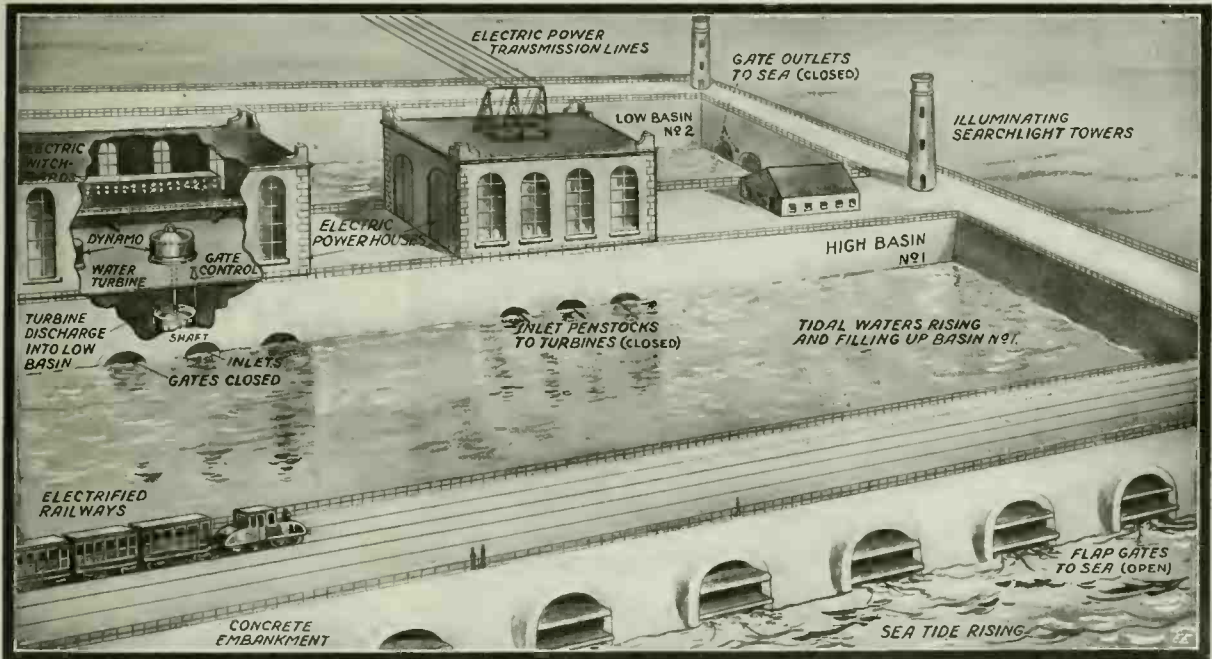 ELECTRIC POWER
TRANSMISSION LINES
GATE OUTLETS
TO SEA (CLOSED)
LOW BASIN
Nº2
ILLUMINATING
SEARCHLIGHT TOWERS
ELECTRIC
SWITCH-
BOARDS
DYNAMO
WATER
TURBINE
GATE
CONTROL
ELECTRIC
POWER HOUSES
HIGH BASIN
Nº1
TURBINE
DISCHARGE
INTO LOW
BASIN
SHAFT
INLETS
GATES CLOSED
INLET PENSTOCKS
TO TURBINES (CLOSED)
TIDAL WATERS RISING
AND FILLING UP BASIN Nº1.
ELECTRIFIED
RAILWAYS
FLAP GATES
TO SEA (OPEN)
CONCRETE
EMBANKMENT
SEA TIDE RISING